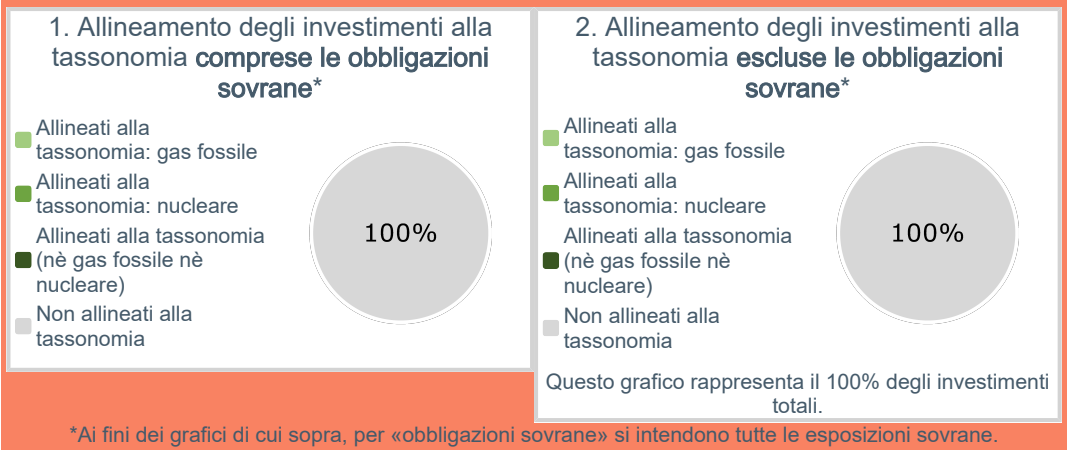 1. Allineamento degli investimenti alla
tassonomia comprese le obbligazioni
sovrane*
Allineati alla
tassonomia: gas fossile
Allineati alla
tassonomia: nucleare
Allineati alla tassonomia
(nè gas fossile nè
nucleare)
Non allineati alla
tassonomia
100%
2. Allineamento degli investimenti alla
tassonomia escluse le obbligazioni
sovrane*
Allineati alla
tassonomia: gas fossile
Allineati alla
tassonomia: nucleare
Allineati alla tassonomia
(nè gas fossile nè
nucleare)
Non allineati alla
tassonomia
100%
Questo grafico rappresenta il 100% degli investimenti
totali.
*Ai fini dei grafici di cui sopra, per «obbligazioni sovrane» si intendono tutte le esposizioni sovrane.